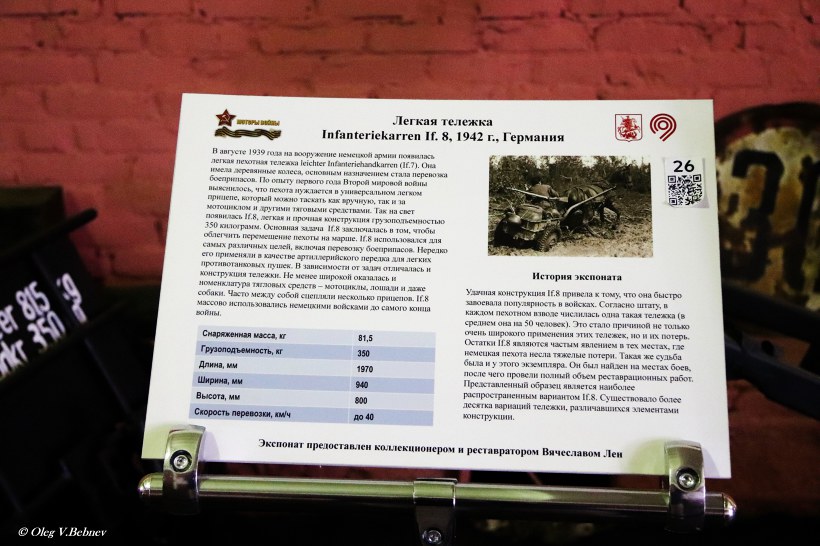 МОТОРЫ ВОЙНЫ
Легкая тележка
Infanteriekarren If. 8, 1942 г., Германия
В августе 1939 года на вооружение немецкой армии появилась
легкая пехотная тележка leichter Infanteriehandkarren (If.7). Она
имела деревянные колеса, основным назначением стала перевозка
боеприпасов. По опыту первого года Второй мировой войны
выяснилось, что пехота нуждается в универсальном легком
прицепе, который можно таскать как вручную, так и за
мотоциклом и другими тяговыми средствами. Так на свет
появилась If.8, легкая и прочная конструкция грузоподъемностью
350 килограмм. Основная задача If.8 заключалась в том, чтобы
облегчить перемещение пехоты на марше. If.8 использовался для
самых различных целей, включая перевозку боеприпасов. Нередко
его применяли в качестве артиллерийского передка для легких
противотанковых пушек. В зависимости от задач отличалась и
конструкция тележки. Не менее широкой оказалась и
номенклатура тягловых средств – мотоциклы, лошади и даже
собаки. Часто между собой сцепляли несколько прицепов. If.8
массово использовались немецкими войсками до самого конца
войны.
Снаряженная масса, кг 81,5
Грузоподъемность, кг 350
Длина, мм 1970
Ширина, мм 940
Высота, мм 800
Скорость перевозки, км/ч до 40
26
История экспоната
Удачная конструкция If.8 привела к тому, что она быстро
завоевала популярность в войсках. Согласно штату, в
каждом пехотном взводе числилась одна такая тележка (в
среднем она на 50 человек). Это стало причиной не только
очень широкого применения этих тележек, но и их потерь.
Остатки If.8 являются частым явлением в тех местах, где
немецкая пехота несла тяжелые потери. Такая же судьба
была и у этого экземпляра. Он был найден на местах боев,
после чего провели полный объем реставрационных работ.
Представленный образец является наиболее
распространенным вариантом If.8. Существовало более
десятка вариаций тележки, различавшихся элементами
конструкции.
Экспонат предоставлен коллекционером и реставратором Вячеславом Лен
er 815
350
© Oleg V.Bebnev